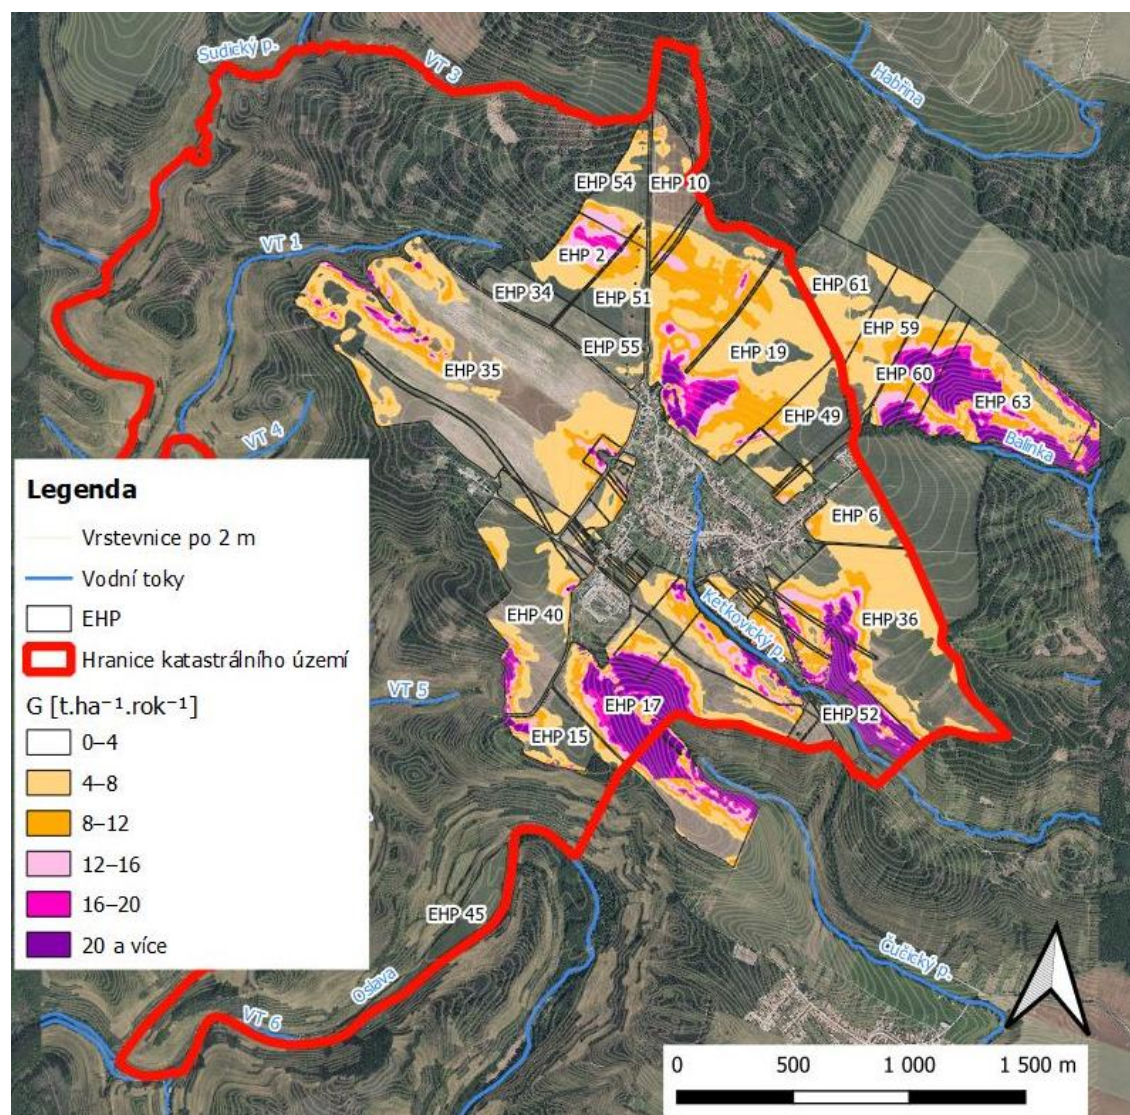 Sudický p.
VT 3
Habřina
EHP 54
EHP 10
VT 1
EHP 2
EHP 34
EHP 51
EHP 61
EHP 59
EHP 55
EHP 19
EHP 35
EHP 60
EHP 63
EHP 49
VT 4
Balinka
Legenda
Vrstevnice po 2 m
Vodní toky
EHP
Hranice katastrálního území
G [t.ha⁻¹.rok⁻¹]
0–4
4–8
8–12
12–16
16–20
20 a více
EHP 6
EHP 40
Ketkovický p.
EHP 36
VT 5
EHP 17
EHP 52
EHP 15
EHP 45
Oslava
VT 6
Čučický p.
0 500 1 000 1 500 m